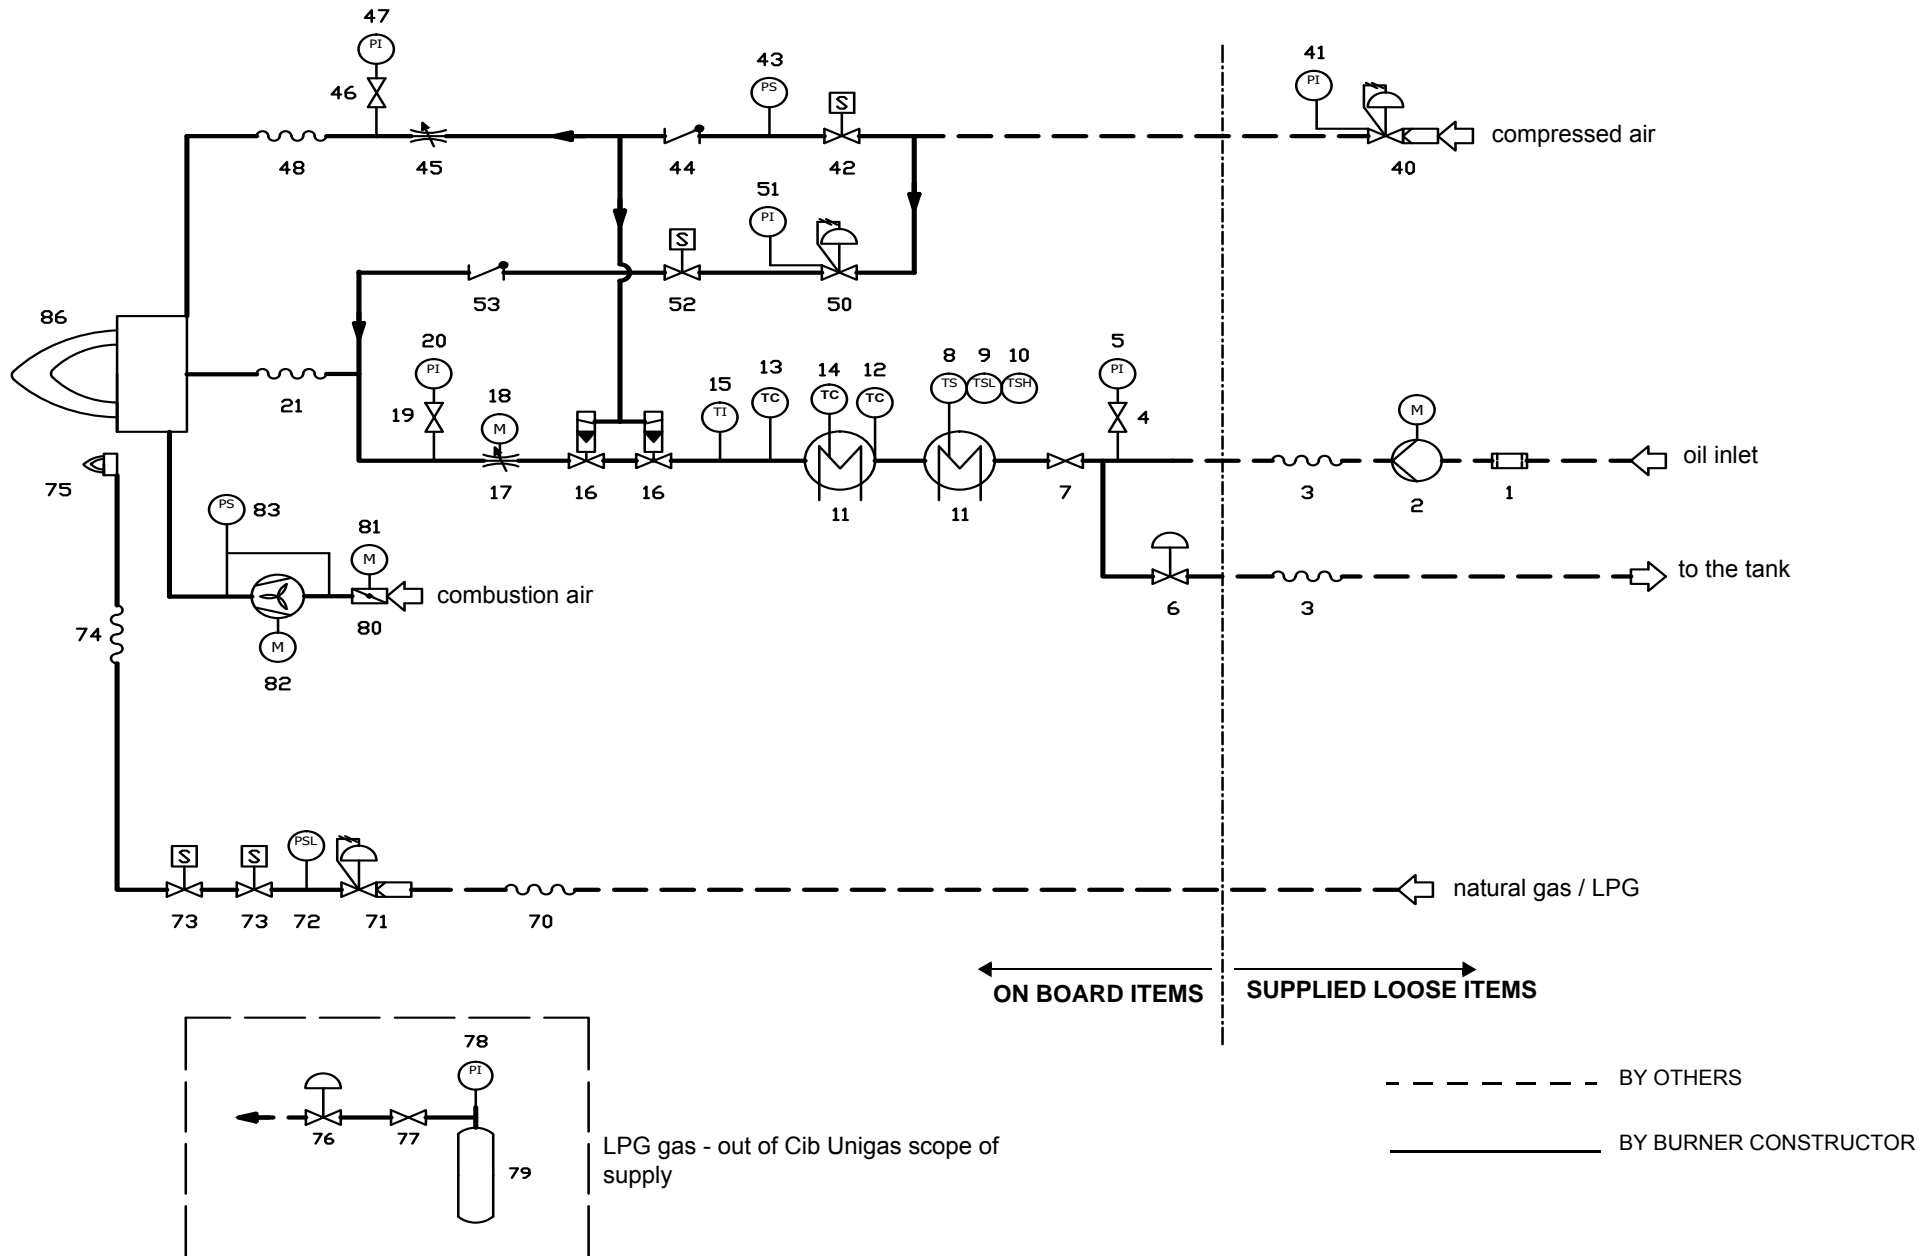 47
PI
46
48
45
44
43
PS
S
42
41
PI
40
compressed air
51
PI
S
53
52
50
86
21
20
PI
19
18
M
17
16
16
15
TI
13
TC
14
TC
12
TC
11
8
9
10
TS
TSL
TSH
11
7
5
PI
4
M
3
2
1
oil inlet
6
3
to the tank
75
PS
83
81
M
80
combustion air
M
82
74
S
S
PSL
73
73
72
71
70
natural gas / LPG
ON BOARD ITEMS
SUPPLIED LOOSE ITEMS
78
PI
76
77
79
LPG gas - out of Cib Unigas scope of
supply
BY OTHERS
BY BURNER CONSTRUCTOR